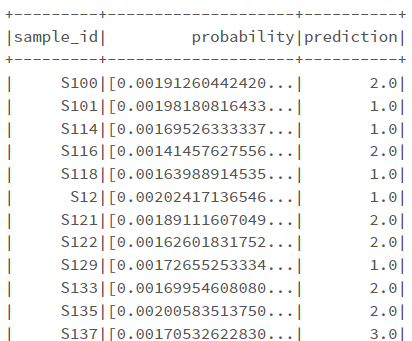 +---------+--------------------+----------+
|sample_id|         probability|prediction|
+---------+--------------------+----------+
|     S100|[0.00191260442420...|       2.0|
|     S101|[0.00198180816433...|       1.0|
|     S114|[0.00169526333337...|       1.0|
|     S116|[0.00141457627556...|       2.0|
|     S118|[0.00163988914535...|       1.0|
|      S12|[0.00202417136546...|       1.0|
|     S121|[0.00189111607049...|       2.0|
|     S122|[0.00162601831752...|       2.0|
|     S129|[0.00172655253334...|       1.0|
|     S133|[0.00169954608080...|       2.0|
|     S135|[0.00200583513750...|       2.0|
|     S137|[0.00170532622830...|       3.0|